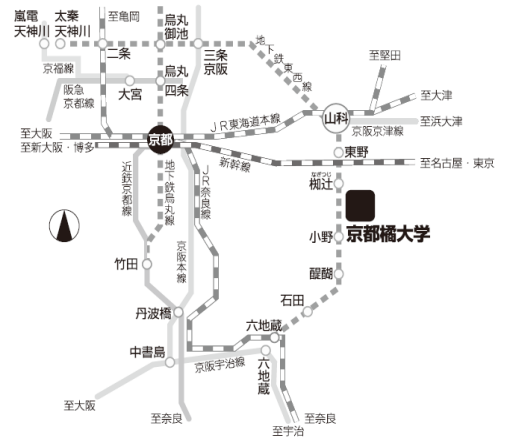 嵐電
天神川
太秦
天神川
至亀岡
烏丸
御池
二条
三条
京阪
地下鉄東西線
京福線
阪急
京都線
大宮
烏丸
四条
至堅田
至大津
至浜大津
山科
京阪京津線
JR東海道本線
至大阪
至新大阪・博多
京都
新幹線
至名古屋・東京
東野
なぎつじ
椥辻
近鉄京都線
地下鉄烏丸線
JR奈良線
京都橘大学
小野
京阪本線
竹田
醍醐
石田
丹波橋
六地蔵
中書島
京阪宇治線
六地蔵
至大阪
至奈良
至奈良
至宇治